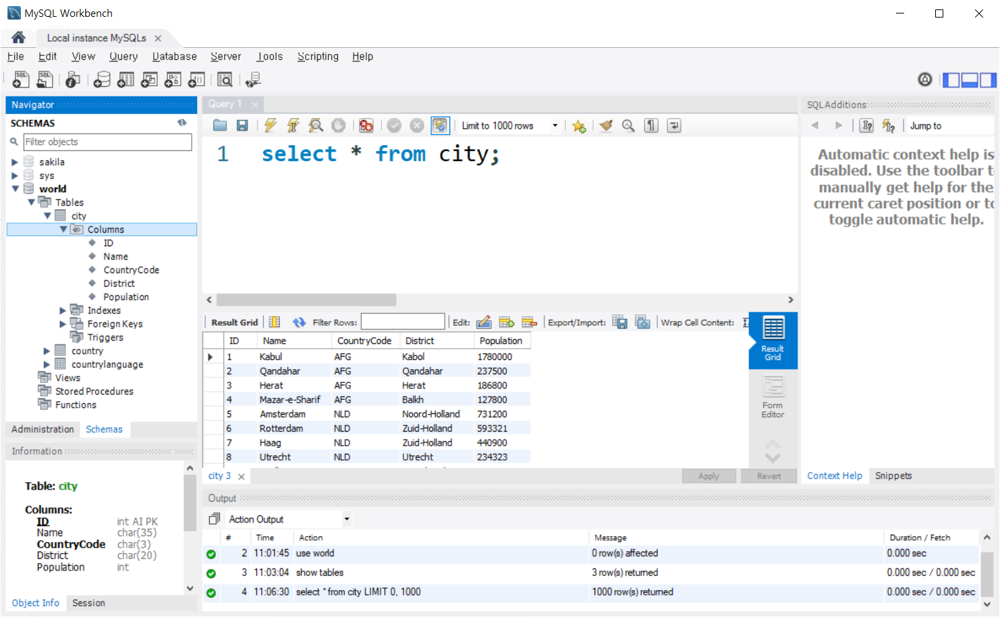 MySQL Workbench
Local instance MySQLs
File Edit View Query Database Server Tools Scripting Help
Navigator
SCHEMAS
Filter objects
sakila
sys
world
Tables
city
Columns
ID
Name
CountryCode
District
Population
Indexes
Foreign Keys
Triggers
country
countrylanguage
Views
Stored Procedures
Functions
Administration Schemas
Information
Table: city
Columns:
ID int AI PK
Name char(35)
CountryCode char(3)
District char(20)
Population int
Object Info Session
Query 1
Limit to 1000 rows
1 select * from city;
Result Grid Filter Rows: Edit: Export/Import: Wrap Cell Content:
ID Name CountryCode District Population
1 Kabul AFG Kabol 1780000
2 Qandahar AFG Qandahar 237500
3 Herat AFG Herat 186800
4 Mazar-e-Sharif AFG Balkh 127800
5 Amsterdam NLD Noord-Holland 731200
6 Rotterdam NLD Zuid-Holland 593321
7 Haag NLD Zuid-Holland 440900
8 Utrecht NLD Utrecht 234323
Result
Grid
Form
Editor
city 3
Apply Revert
SQLAdditions
Jump to
Automatic context help is
disabled. Use the toolbar
manually get help for the
current caret position or
toggle automatic help.
Context Help Snippets
Output
Action Output
# Time Action Message Duration / Fetch
2 11:01:45 use world 0 row(s) affected 0.000 sec
3 11:03:04 show tables 3 row(s) returned 0.000 sec / 0.000 sec
4 11:06:30 select * from city LIMIT 0, 1000 1000 row(s) returned 0.000 sec / 0.000 sec